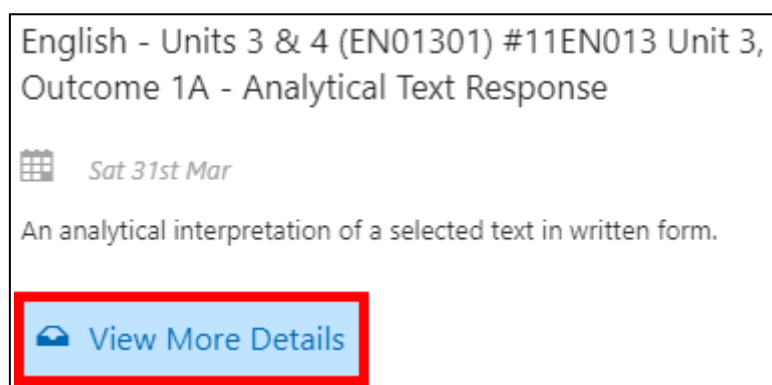 English - Units 3 & 4 (EN01301) #11EN013 Unit 3,
Outcome 1A - Analytical Text Response
Sat 31st Mar
An analytical interpretation of a selected text in written form.
View More Details